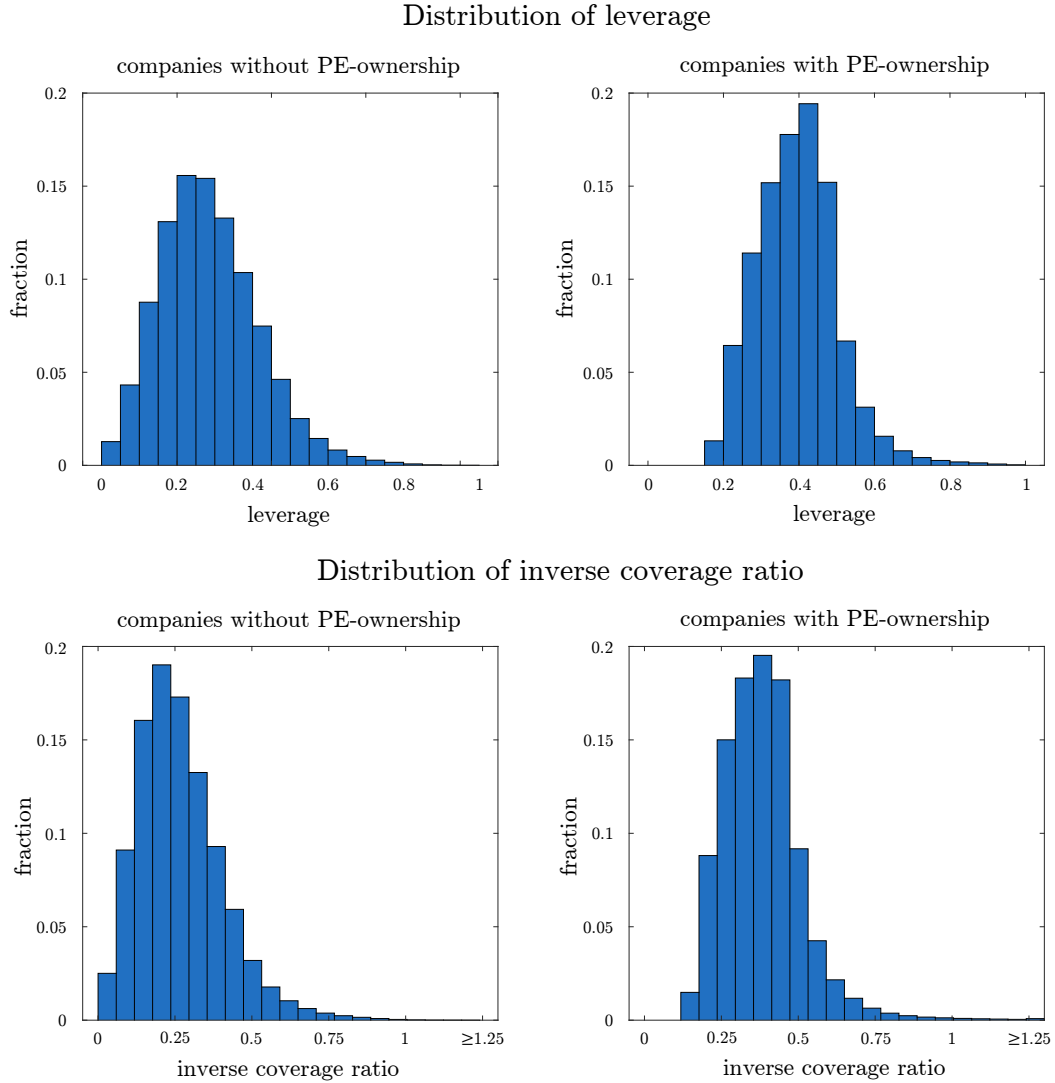 Distribution of leverage
companies without PE-ownership
companies with PE-ownership
0.2
0.15
0.1
0.05
0
fraction
0 0.2 0.4 0.6 0.8 1
leverage
0.2
0.15
0.1
0.05
0
fraction
0 0.2 0.4 0.6 0.8 1
leverage
Distribution of inverse coverage ratio
companies without PE-ownership
companies with PE-ownership
0.2
0.15
0.1
0.05
0
fraction
0 0.25 0.5 0.75 1 ≥1.25
inverse coverage ratio
0.2
0.15
0.1
0.05
0
fraction
0 0.25 0.5 0.75 1 ≥1.25
inverse coverage ratio